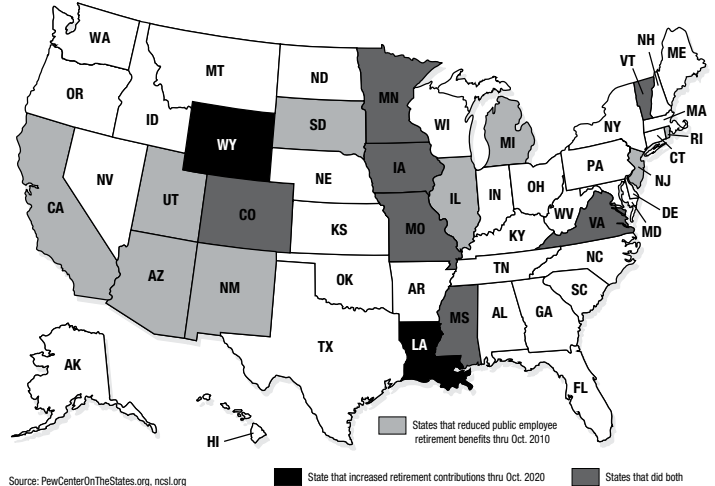 WA
OR
CA
NV
ID
MT
WY
UT
CO
AZ
NM
ND
SD
NE
KS
OK
TX
MN
IA
MO
AR
LA
WI
IL
MS
MI
IN
OH
KY
TN
AL
GA
FL
SC
NC
VA
WV
PA
NY
VT
NH
ME
MA
RI
CT
NJ
DE
MD
AK
HI
States that reduced public employee
retirement benefits thru Oct. 2010
State that increased retirement contributions thru Oct. 2020
States that did both
Source: PewCenterOnTheStates.org, ncsl.org